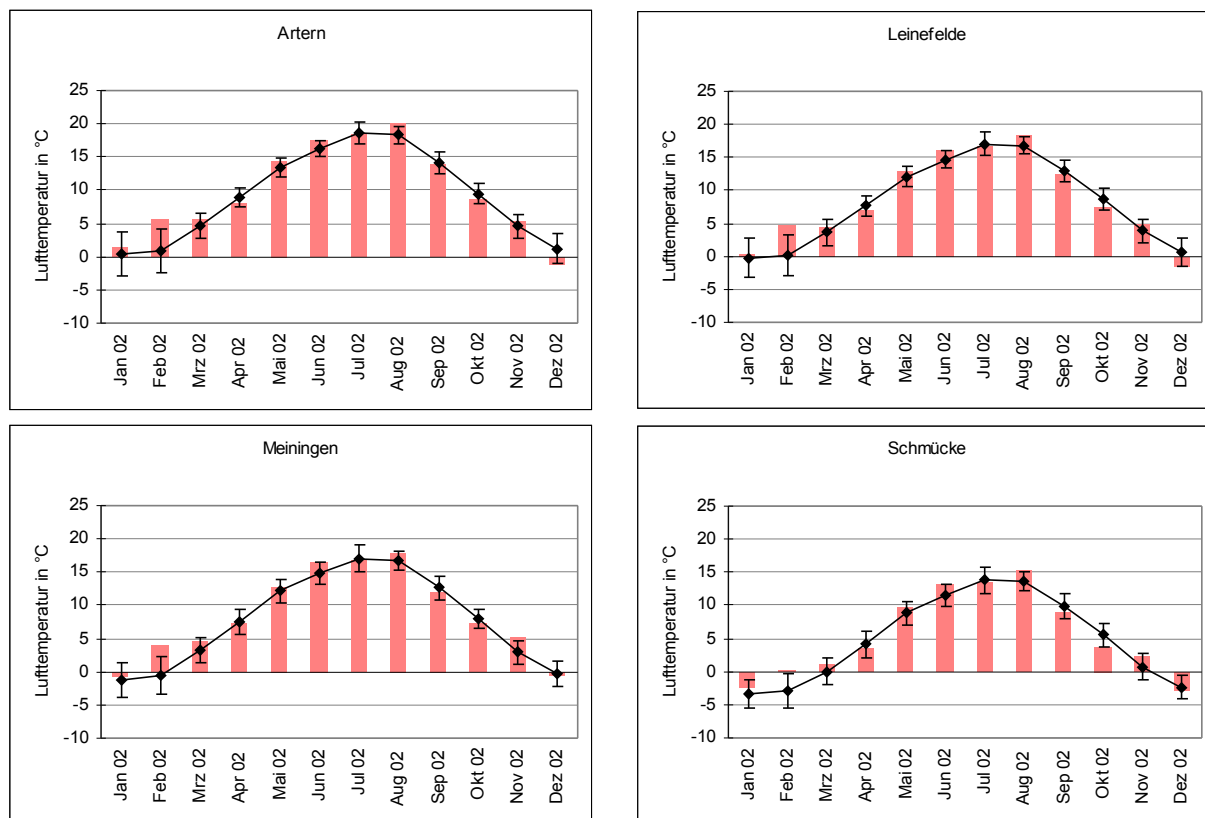 Artern
Lufttemperatur in °C
25
20
15
10
5
0
-5
-10
Jan 02
Feb 02
Mrz 02
Apr 02
Mai 02
Jun 02
Jul 02
Aug 02
Sep 02
Okt 02
Nov 02
Dez 02
Leinefelde
Lufttemperatur in °C
25
20
15
10
5
0
-5
-10
Jan 02
Feb 02
Mrz 02
Apr 02
Mai 02
Jun 02
Jul 02
Aug 02
Sep 02
Okt 02
Nov 02
Dez 02
Meiningen
Lufttemperatur in °C
25
20
15
10
5
0
-5
-10
Jan 02
Feb 02
Mrz 02
Apr 02
Mai 02
Jun 02
Jul 02
Aug 02
Sep 02
Okt 02
Nov 02
Dez 02
Schmücke
Lufttemperatur in °C
25
20
15
10
5
0
-5
-10
Jan 02
Feb 02
Mrz 02
Apr 02
Mai 02
Jun 02
Jul 02
Aug 02
Sep 02
Okt 02
Nov 02
Dez 02